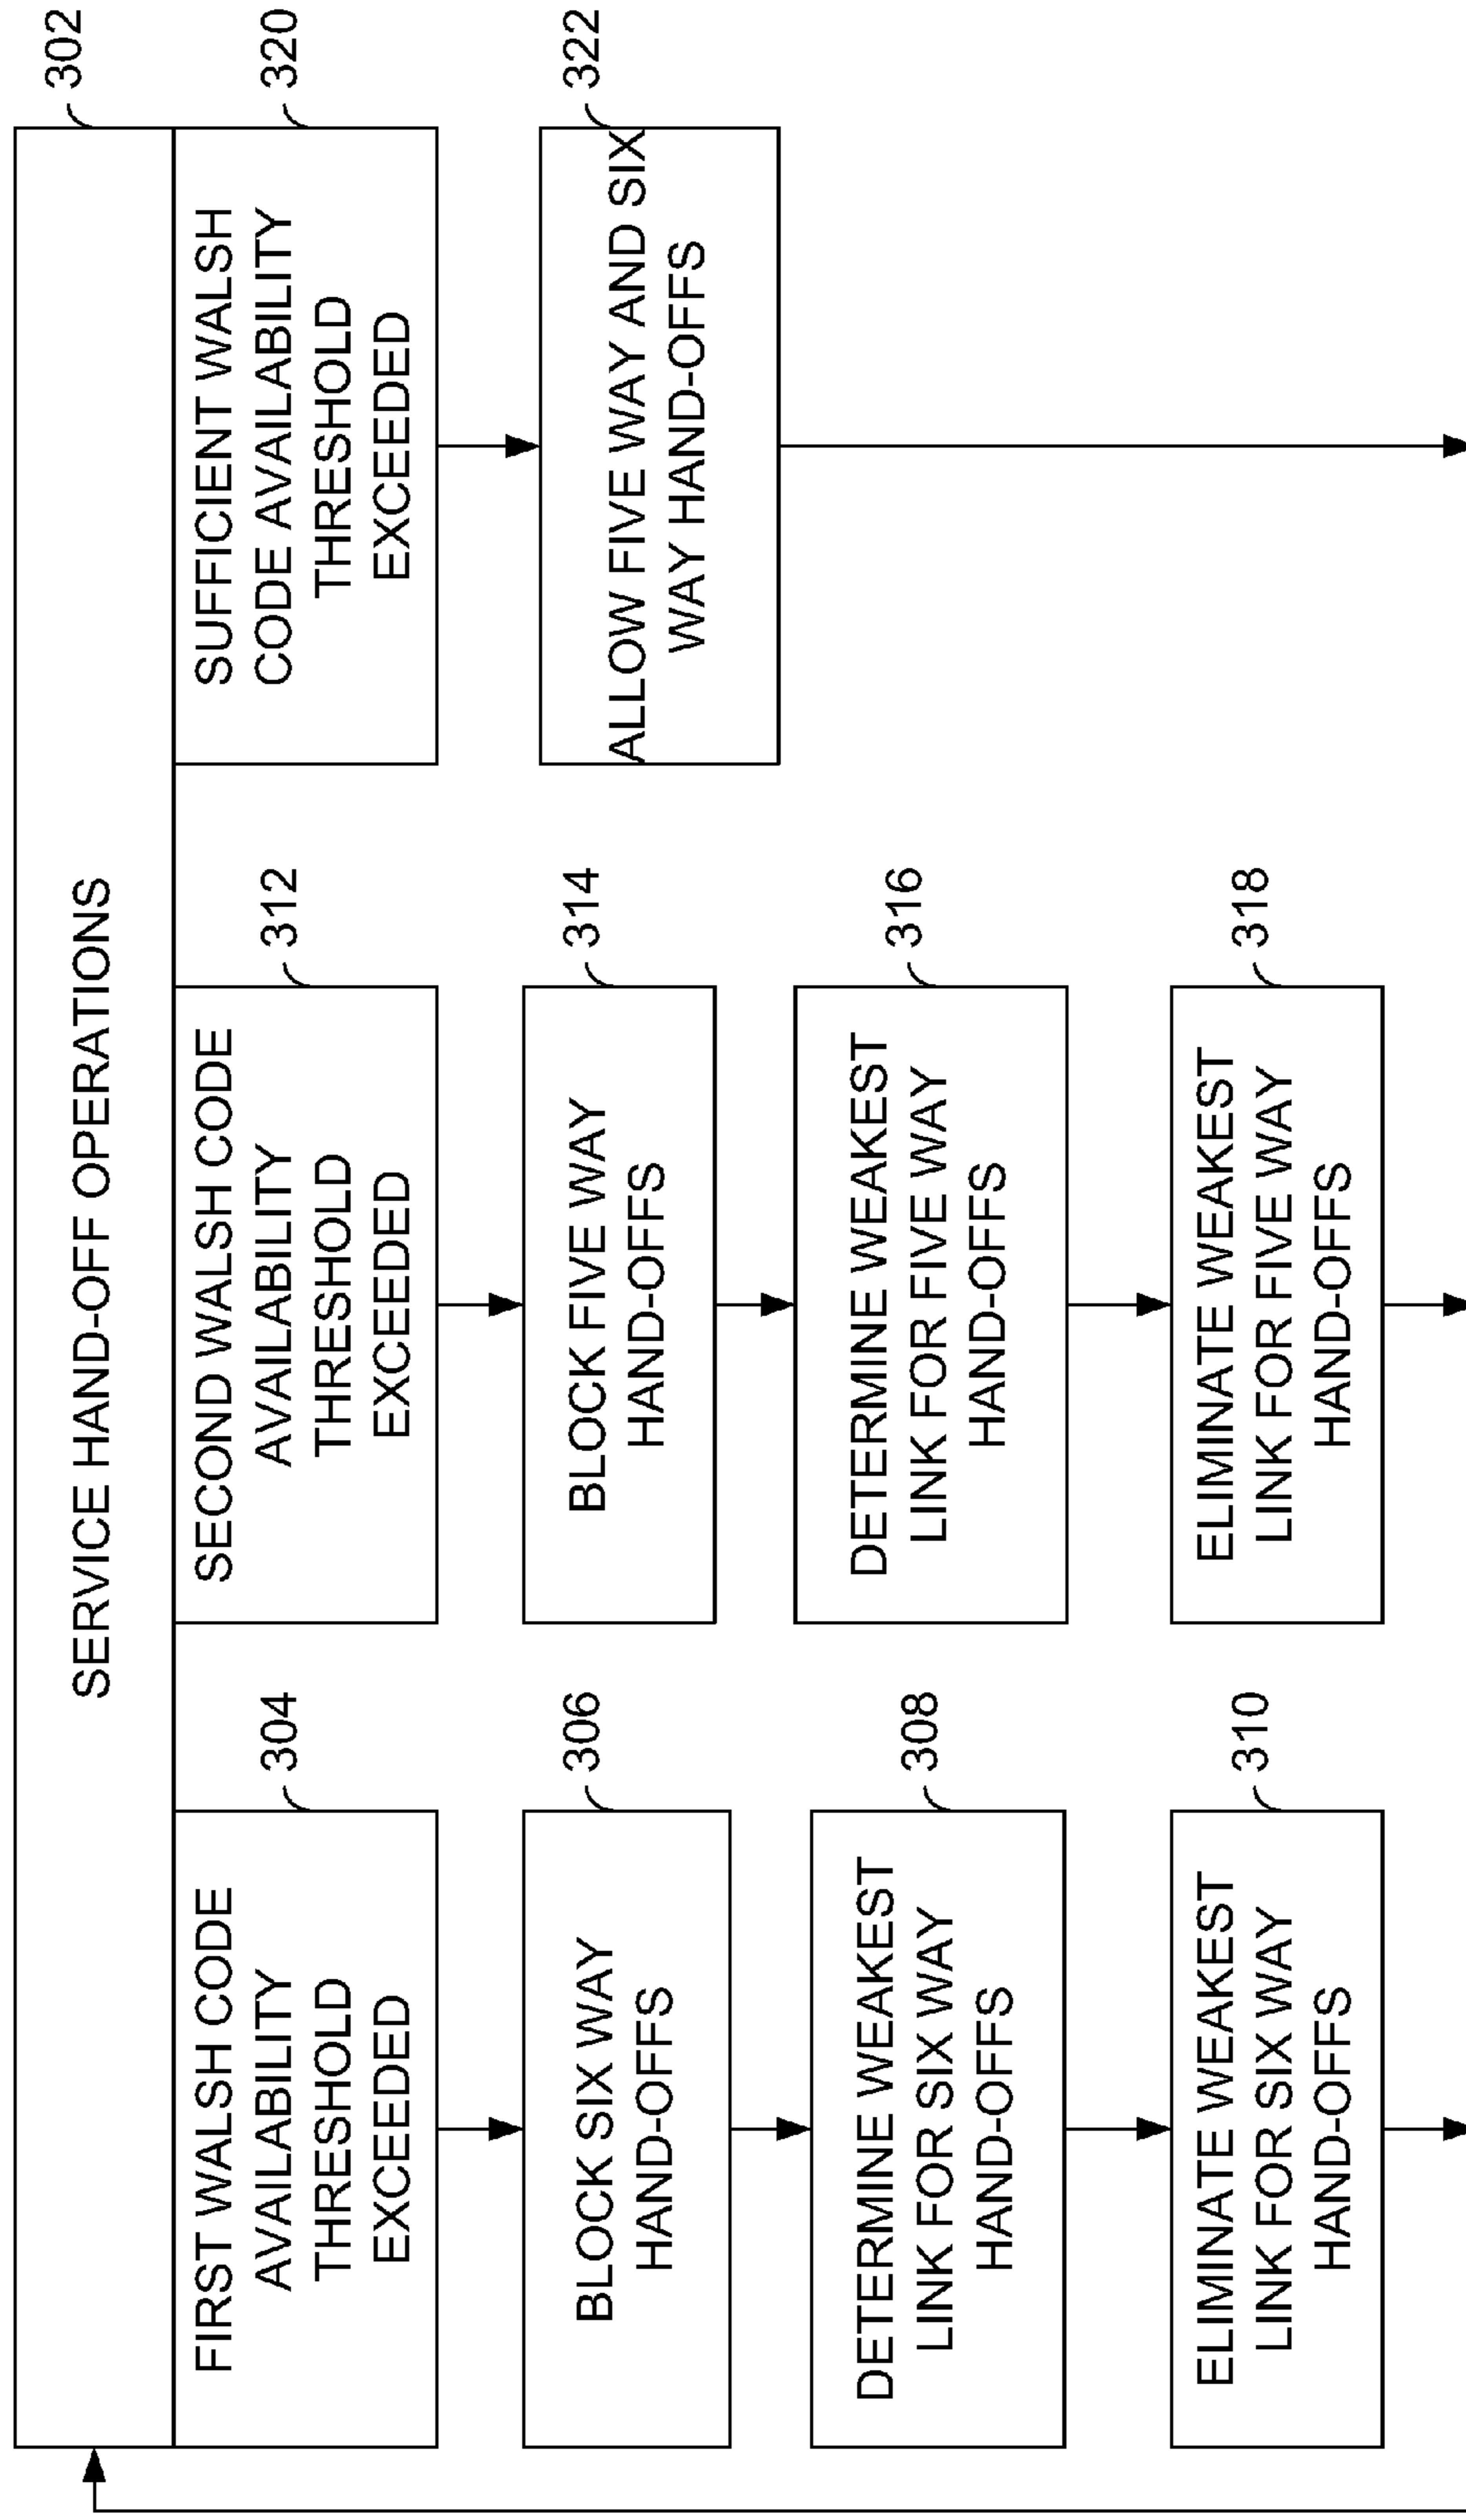 SERVICE HAND-OFF OPERATIONS
302
FIRST WALSH CODE
AVAILABILITY
THRESHOLD
EXCEEDED
304
BLOCK SIX WAY
HAND-OFFS
306
DETERMINE WEAKEST
LINK FOR SIX WAY
HAND-OFFS
308
ELIMINATE WEAKEST
LINK FOR SIX WAY
HAND-OFFS
310
SECOND WALSH CODE
AVAILABILITY
THRESHOLD
EXCEEDED
312
BLOCK FIVE WAY
HAND-OFFS
314
DETERMINE WEAKEST
LINK FOR FIVE WAY
HAND-OFFS
316
ELIMINATE WEAKEST
LINK FOR FIVE WAY
HAND-OFFS
318
SUFFICIENT WALSH
CODE AVAILABILITY
THRESHOLD
EXCEEDED
320
ALLOW FIVE WAY AND SIX
WAY HAND-OFFS
322